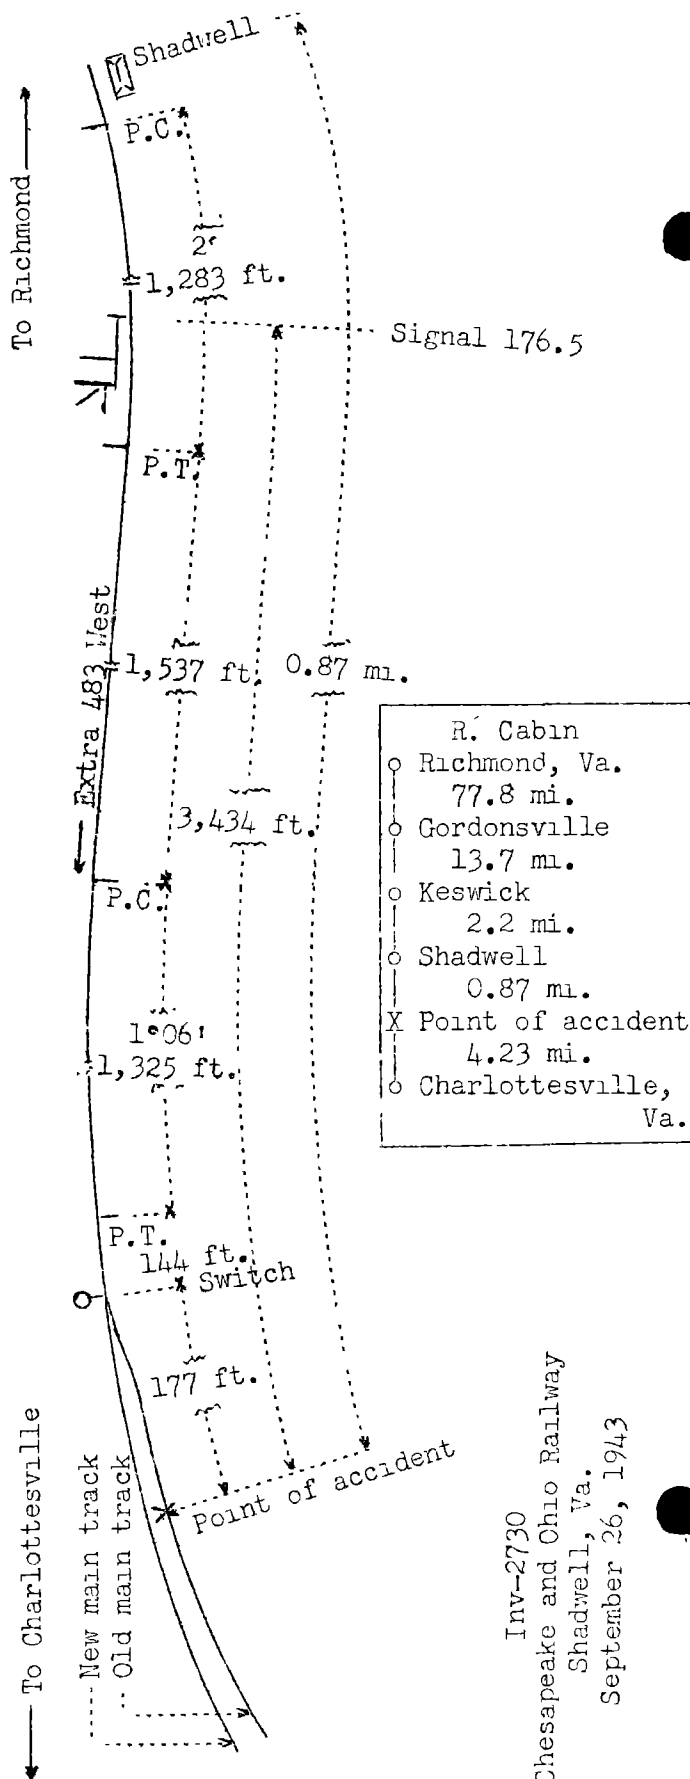 Shadwell
To Richmond
P.C.
2°
1,283 ft.
Signal 176.5
P.T.
Extra 483 West
1,537 ft.
0.87 mi.
3,434 ft.
P.C.
R. Cabin
Richmond, Va.
77.8 mi.
Gordonsville
13.7 mi.
Keswick
2.2 mi.
Shadwell
0.87 mi.
X Point of accident
4.23 mi.
Charlottesville,
Va.
1°06'
1,325 ft.
P.T.
144 ft.
Switch
177 ft.
Point of accident
To Charlottesville
New main track
Old main track
Inv-2730
Chesapeake and Ohio Railway
Shadwell, Va.
September 26, 1943